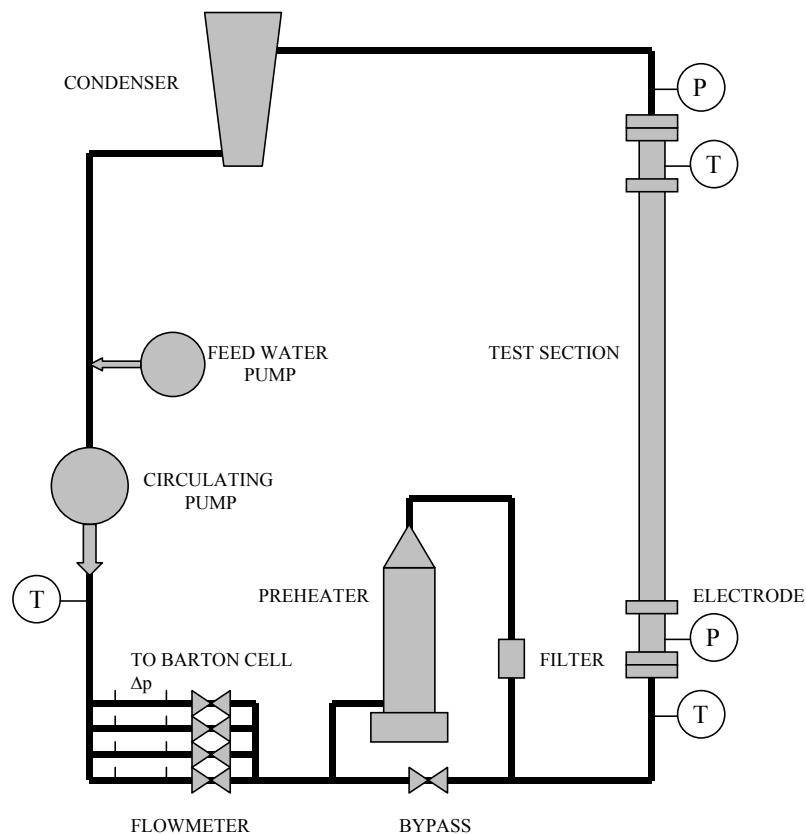 CONDENSER
P
T
FEED WATER
PUMP
TEST SECTION
CIRCULATING
PUMP
T
PREHEATER
ELECTRODE
P
TO BARTON CELL
Δp
FILTER
T
FLOWMETER
BYPASS